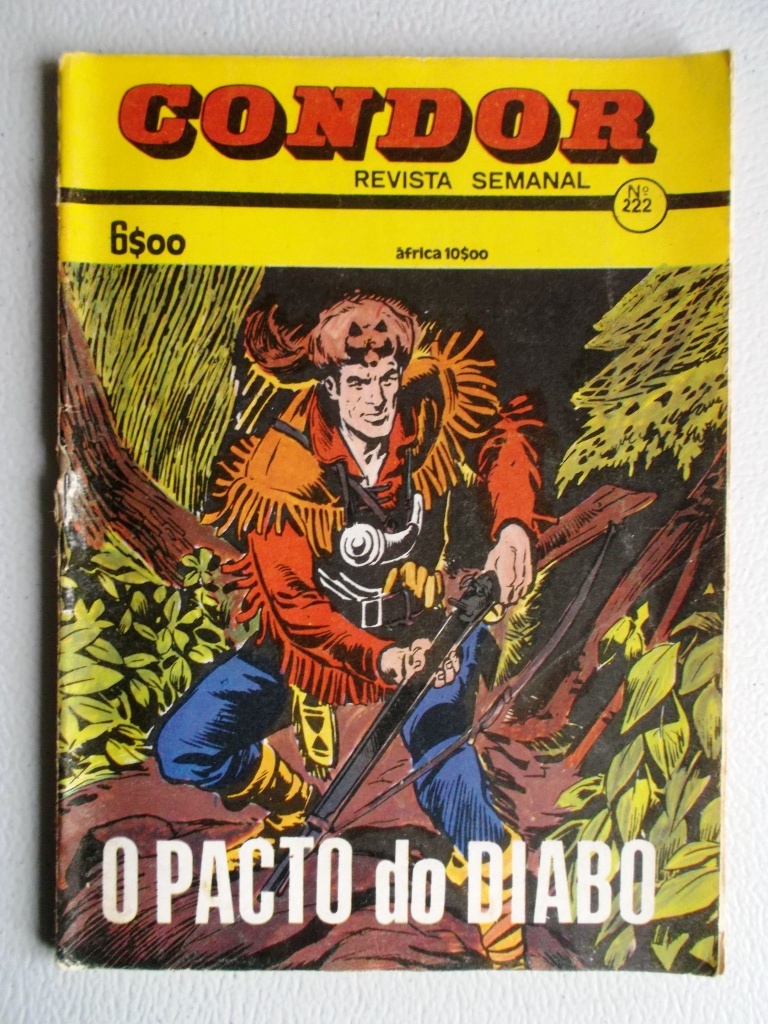 CONDOR
REVISTA SEMANAL
Nº
222
6$00
áfrica 10$00
O PACTO do DIABO